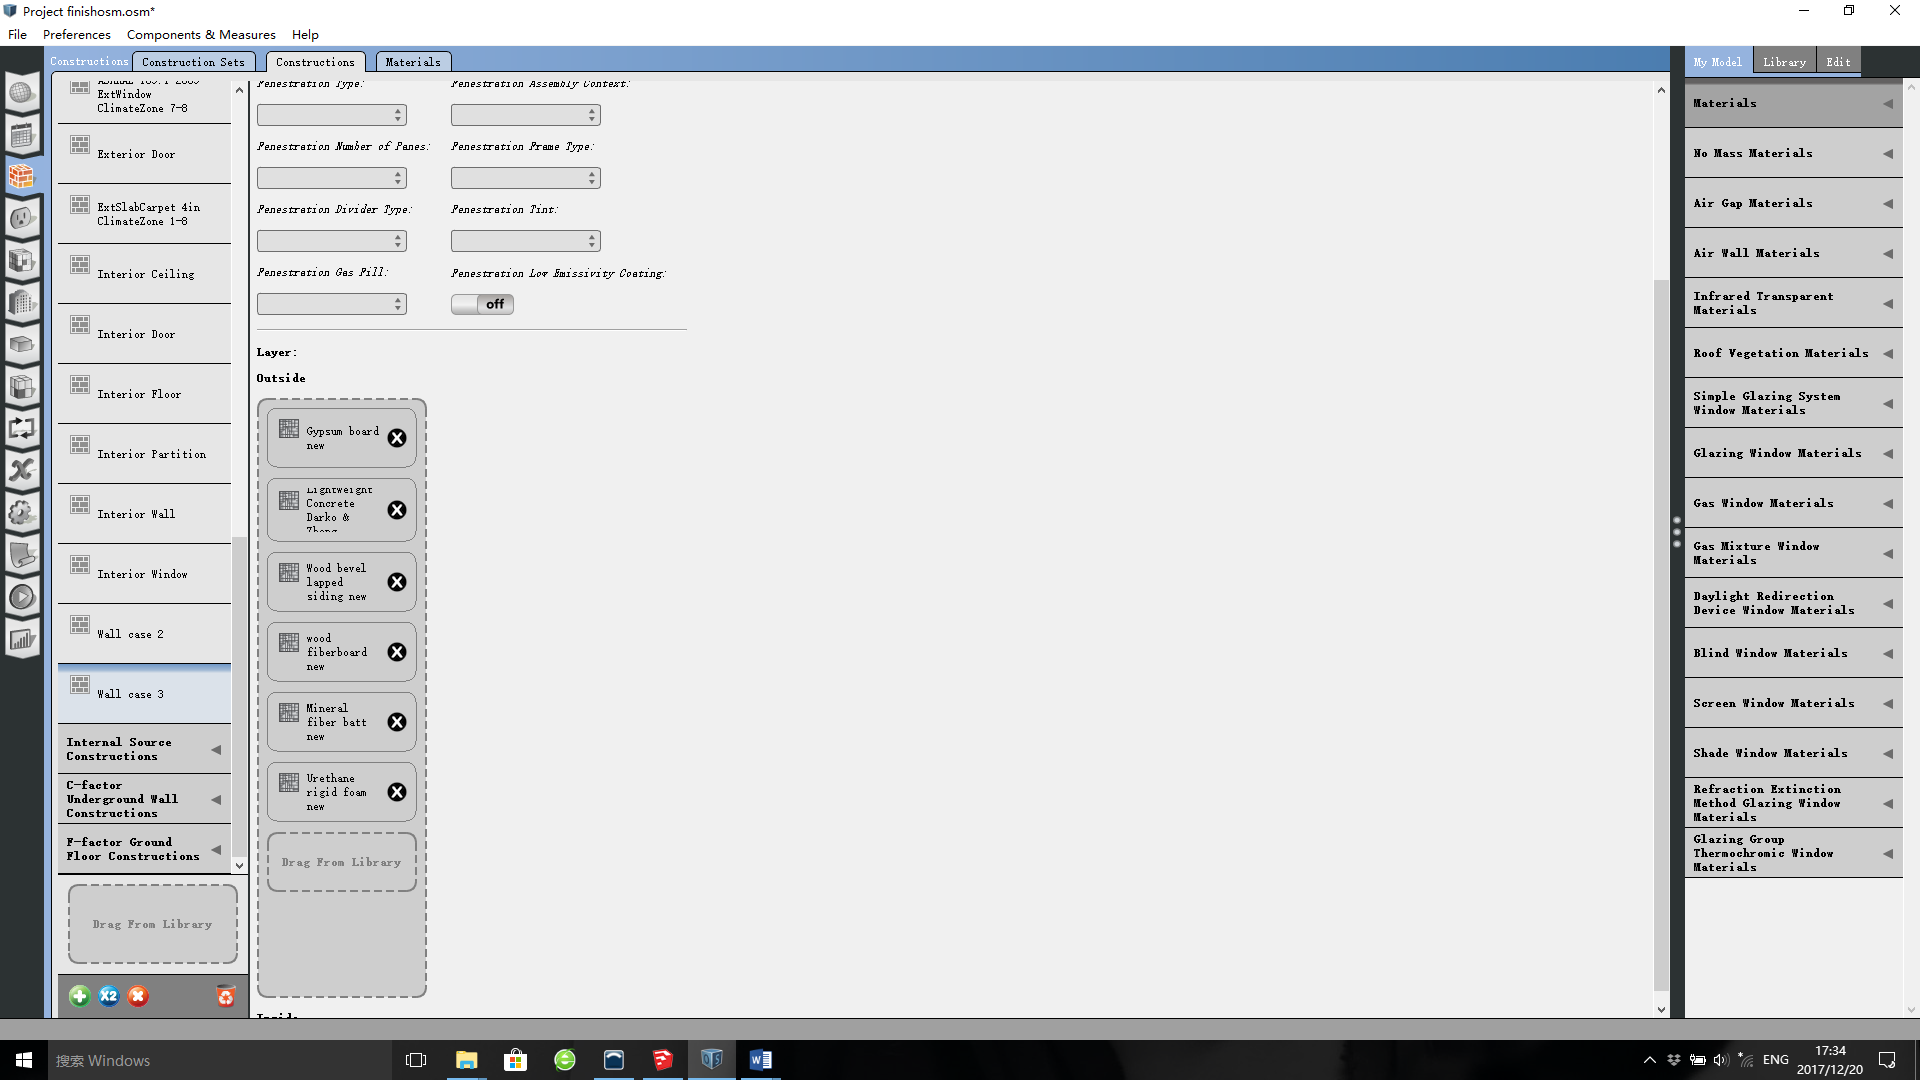 Project finishosm.osm*
File Preferences Components & Measures Help
Constructions Construction Sets Constructions Materials
My Model Library Edit
ExtWindow
ClimateZone 7-8
Exterior Door
ExtSlabCarpet 4in
ClimateZone 1-8
Interior Ceiling
Interior Door
Interior Floor
Interior Partition
Interior Wall
Interior Window
Wall case 2
Wall case 3
Internal Source
Constructions
C-factor
Underground Wall
Constructions
F-factor Ground
Floor Constructions
Drag From Library
X2
Fenestration Type:
Fenestration Assembly Context:
Fenestration Number of Panes:
Fenestration Frame Type:
Fenestration Divider Type:
Fenestration Tint:
Fenestration Gas Fill:
Fenestration Low Emissivity Coating:
off
Layer:
Outside
Gypsum board
new
Lightweight
Concrete
Darko &
Zhong
Wood bevel
lapped
siding new
wood
fiberboard
new
Mineral
fiber batt
new
Urethane
rigid foam
new
Drag From Library
Inside
Materials
No Mass Materials
Air Gap Materials
Air Wall Materials
Infrared Transparent
Materials
Roof Vegetation Materials
Simple Glazing System
Window Materials
Glazing Window Materials
Gas Window Materials
Gas Mixture Window
Materials
Daylight Redirection
Device Window Materials
Blind Window Materials
Screen Window Materials
Shade Window Materials
Refraction Extinction
Method Glazing Window
Materials
Glazing Group
Thermochromic Window
Materials
搜索 Windows
ENG
17:34
2017/12/20